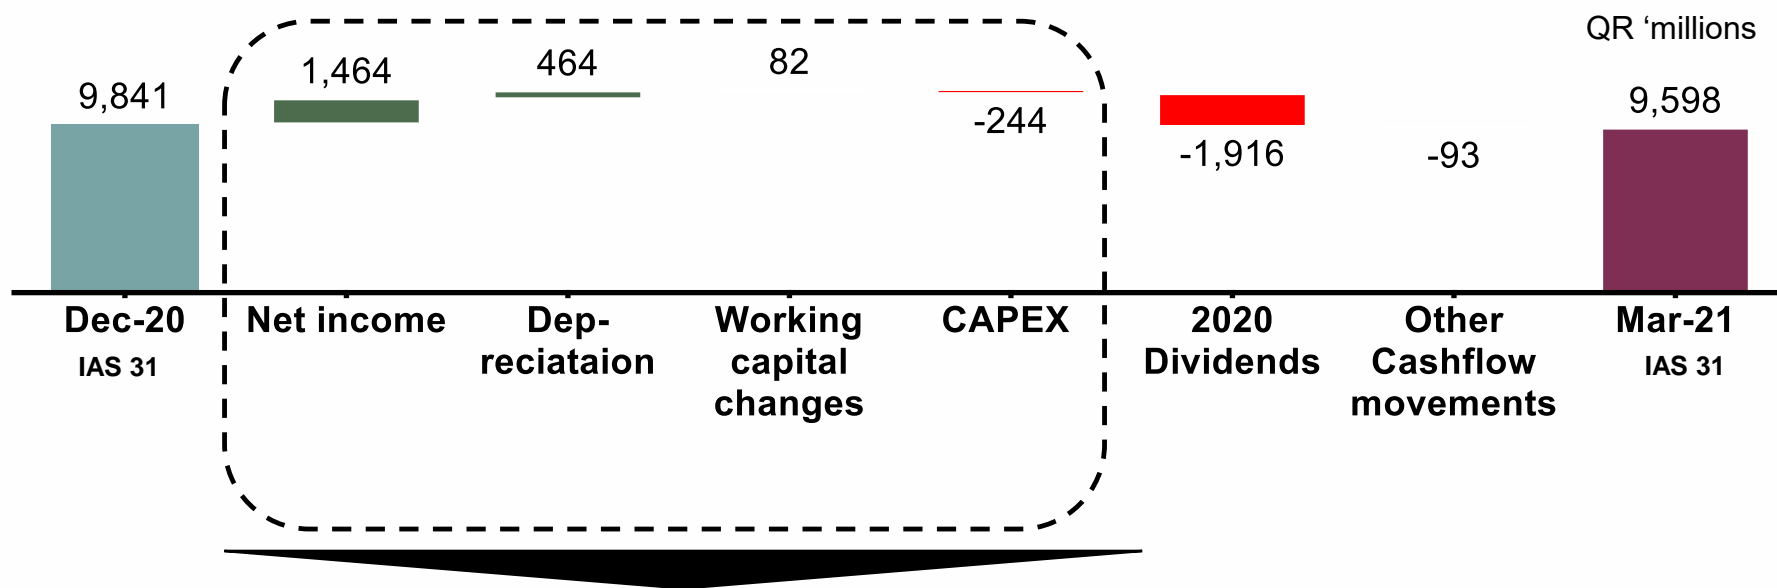 QR ‘millions
9,841
1,464
464
82
-244
-1,916
-93
9,598
Dec-20
IAS 31
Net income
Dep-
reciataion
Working
capital
changes
CAPEX
2020
Dividends
Other
Cashflow
movements
Mar-21
IAS 31